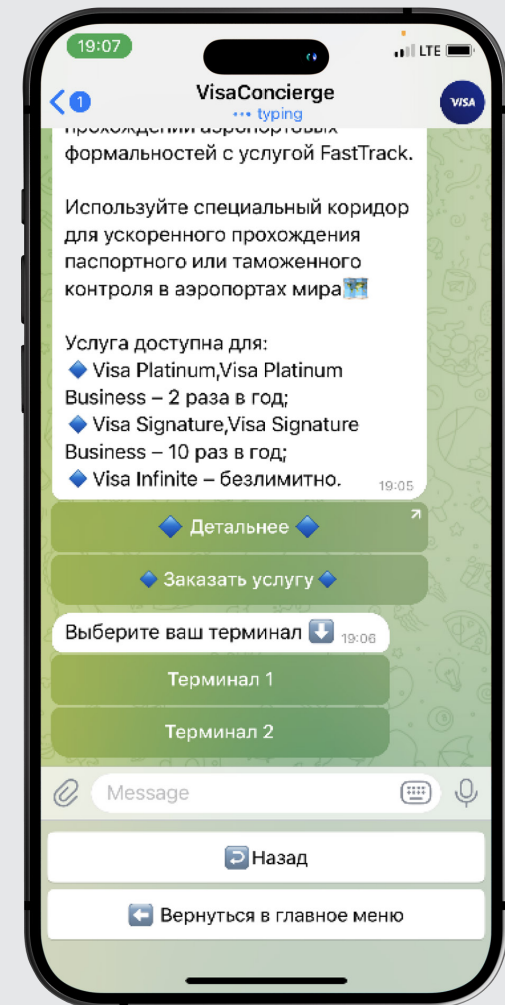 19:07
LTE
1
VisaConcierge
typing
VISA
прохождении аэропортовых
формальностей с услугой FastTrack.
Используйте специальный коридор
для ускоренного прохождения
паспортного или таможенного
контроля в аэропортах мира
Услуга доступна для:
Visa Platinum,Visa Platinum
Business – 2 раза в год;
Visa Signature,Visa Signature
Business – 10 раз в год;
Visa Infinite – безлимитно.
19:05
Детальнее
Заказать услугу
Выберите ваш терминал
19:06
Терминал 1
Терминал 2
Message
Назад
Вернуться в главное меню